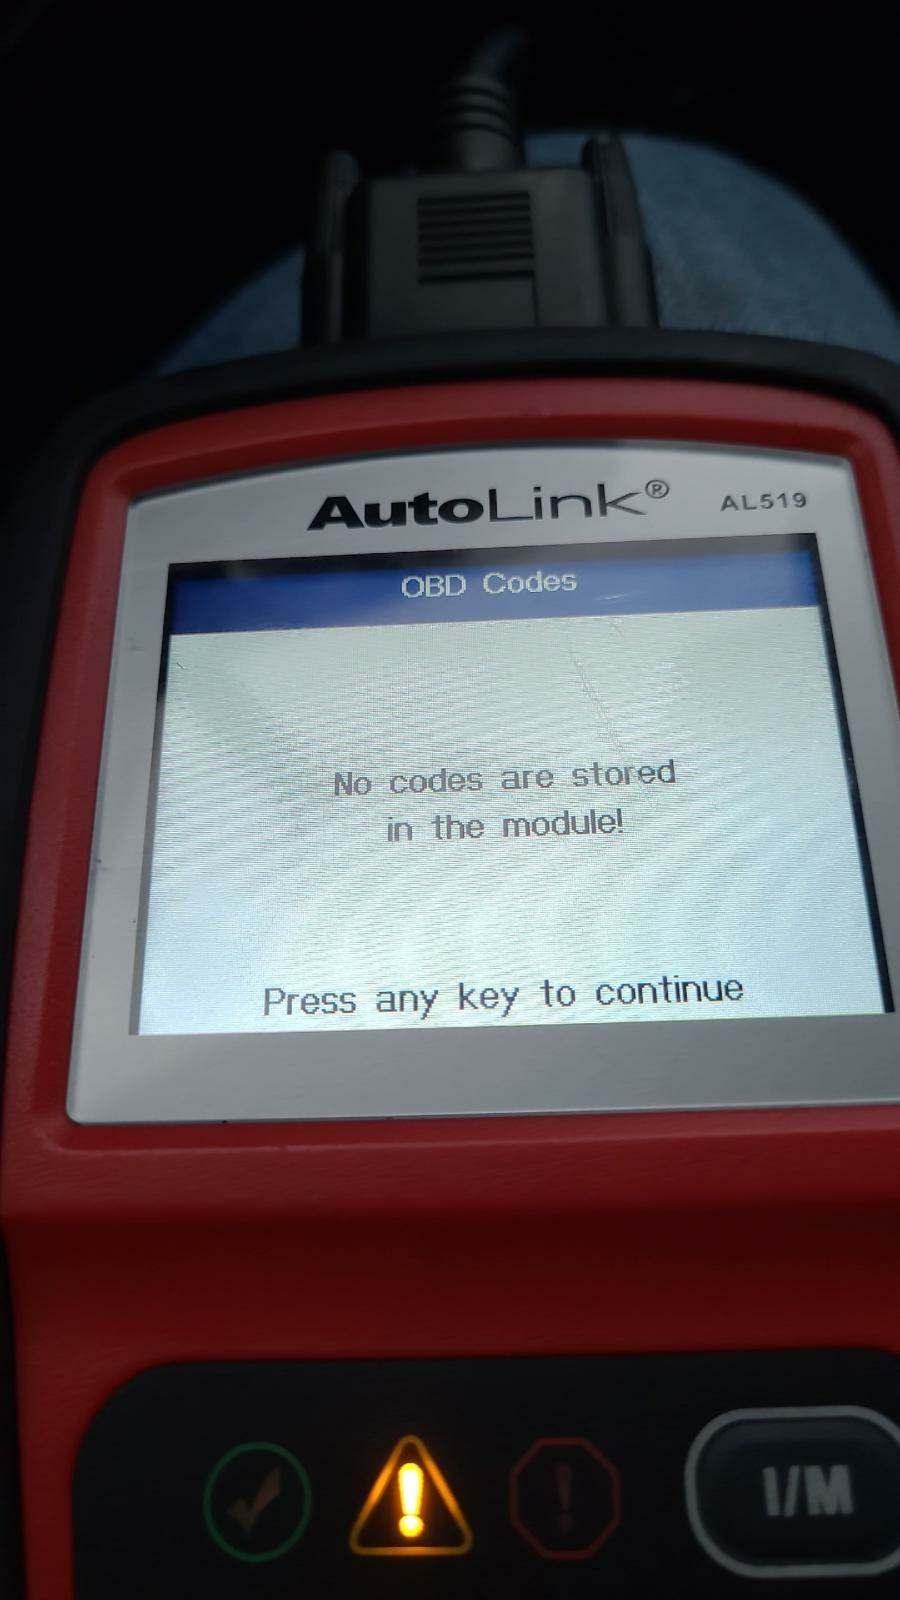 AutoLink® AL519
OBD Codes
No codes are stored
in the module!
Press any key to continue
I/M